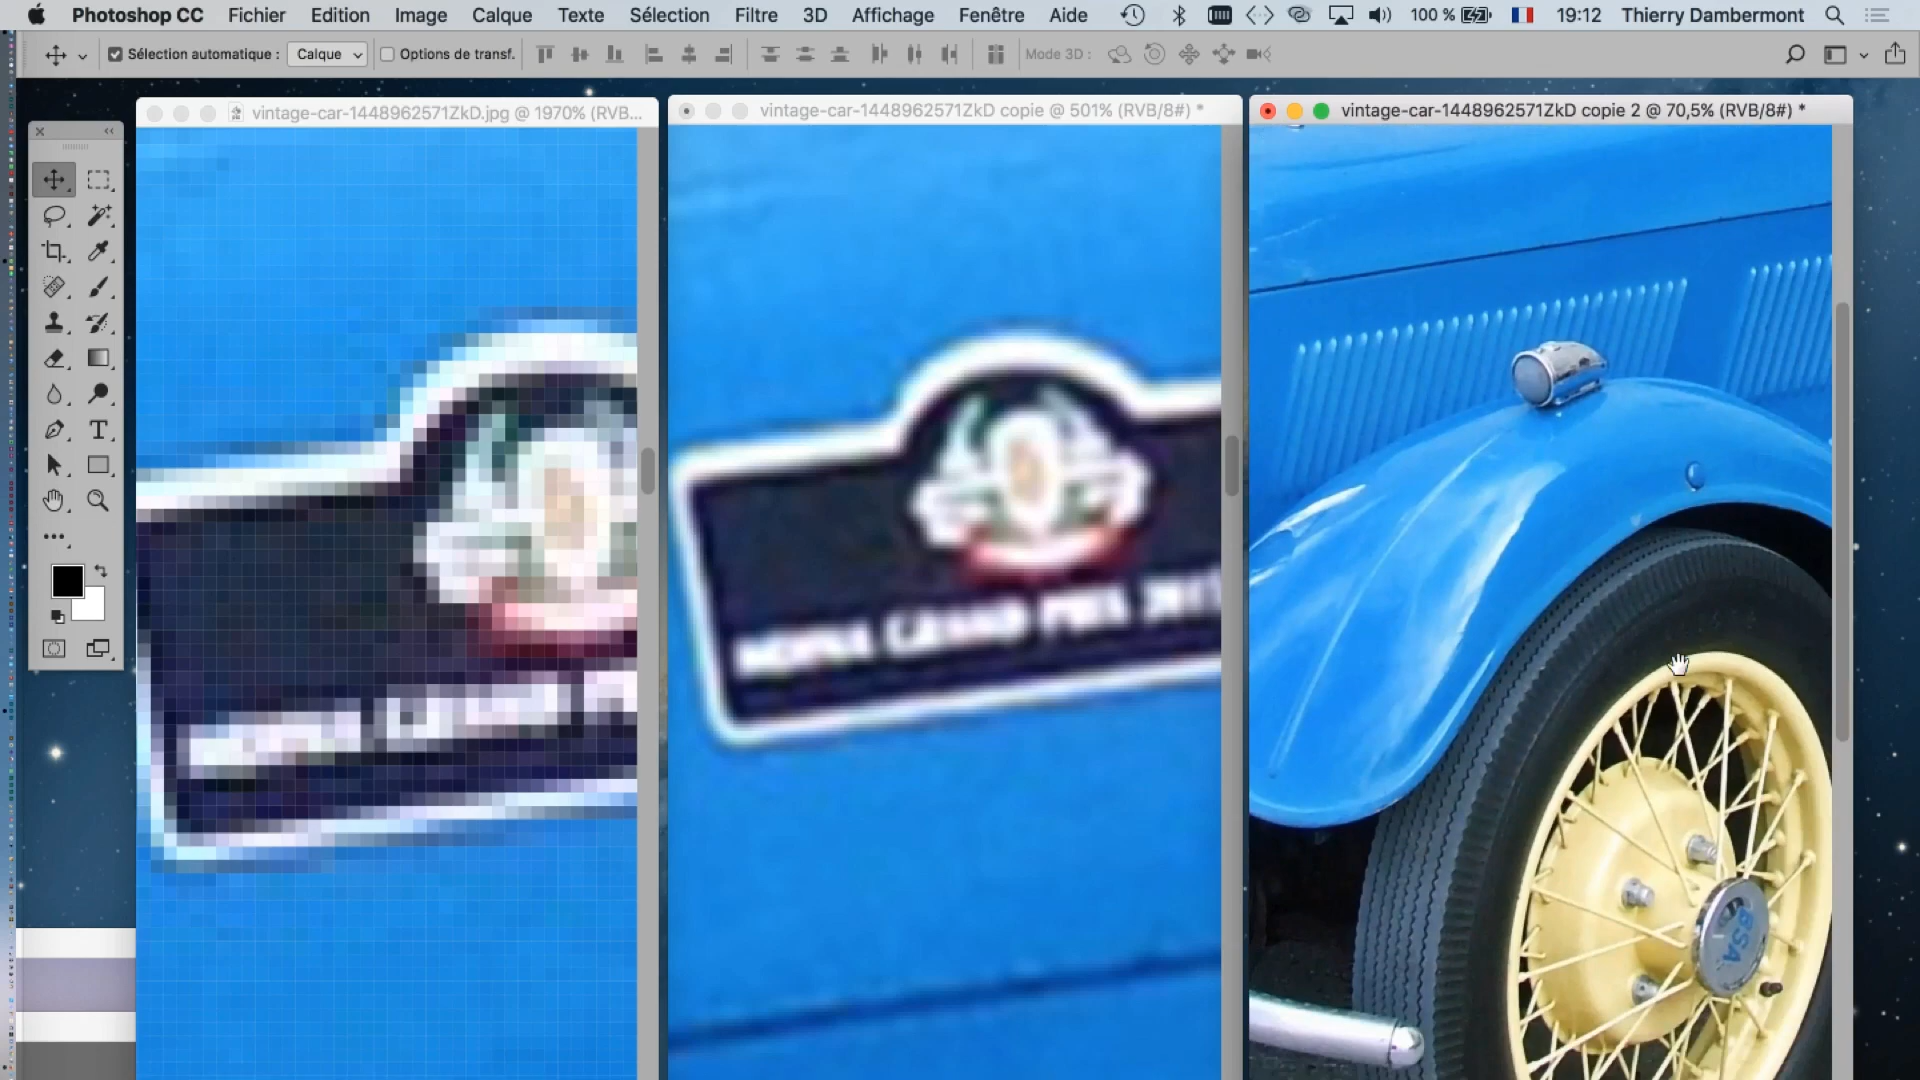 Photoshop CC Fichier Edition Image Calque Texte Sélection Filtre 3D Affichage Fenêtre Aide 100 % 19:12 Thierry Dambermont
Sélection automatique : Calque Options de transf. Mode 3D :
vintage-car-1448962571ZkD.jpg @ 1970% (RVB...
vintage-car-1448962571ZkD copie @ 501% (RVB/8#) *
vintage-car-1448962571ZkD copie 2 @ 70,5% (RVB/8#) *
GRAND PRIX
BSA